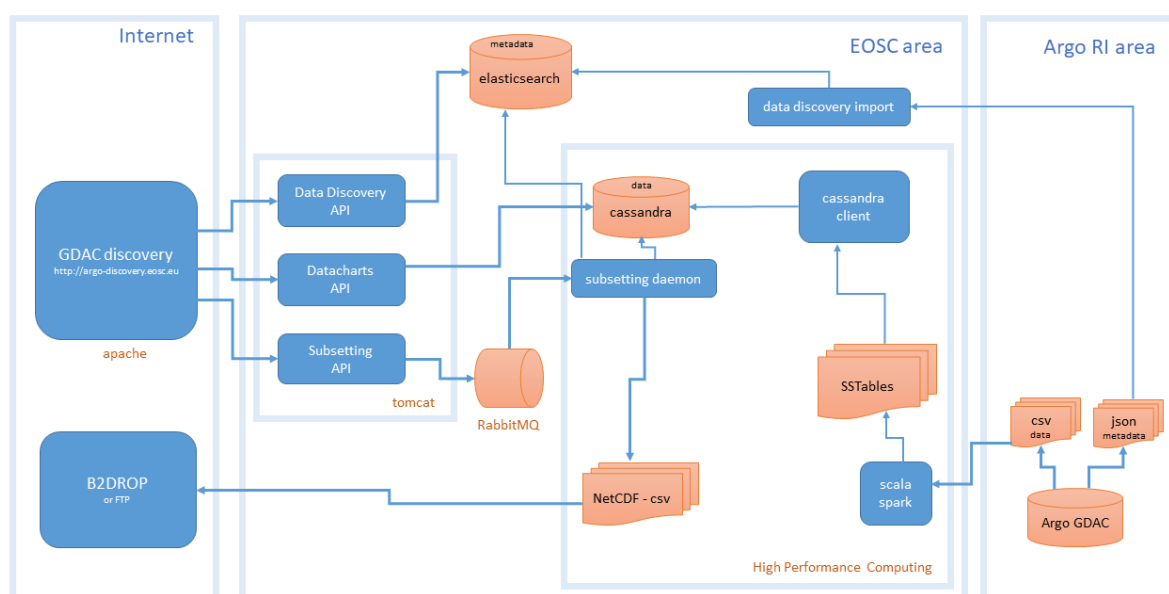 Internet
EOSC area
Argo RI area
metadata
elasticsearch
data discovery import
Data Discovery
API
data
cassandra
cassandra
client
GDAC discovery
http://argo-discovery.eosc.eu
Datacharts
API
subsetting daemon
apache
Subsetting
API
tomcat
RabbitMQ
SSTables
csv
data
json
metadata
B2DROP
or FTP
NetCDF - csv
scala
spark
Argo GDAC
High Performance Computing